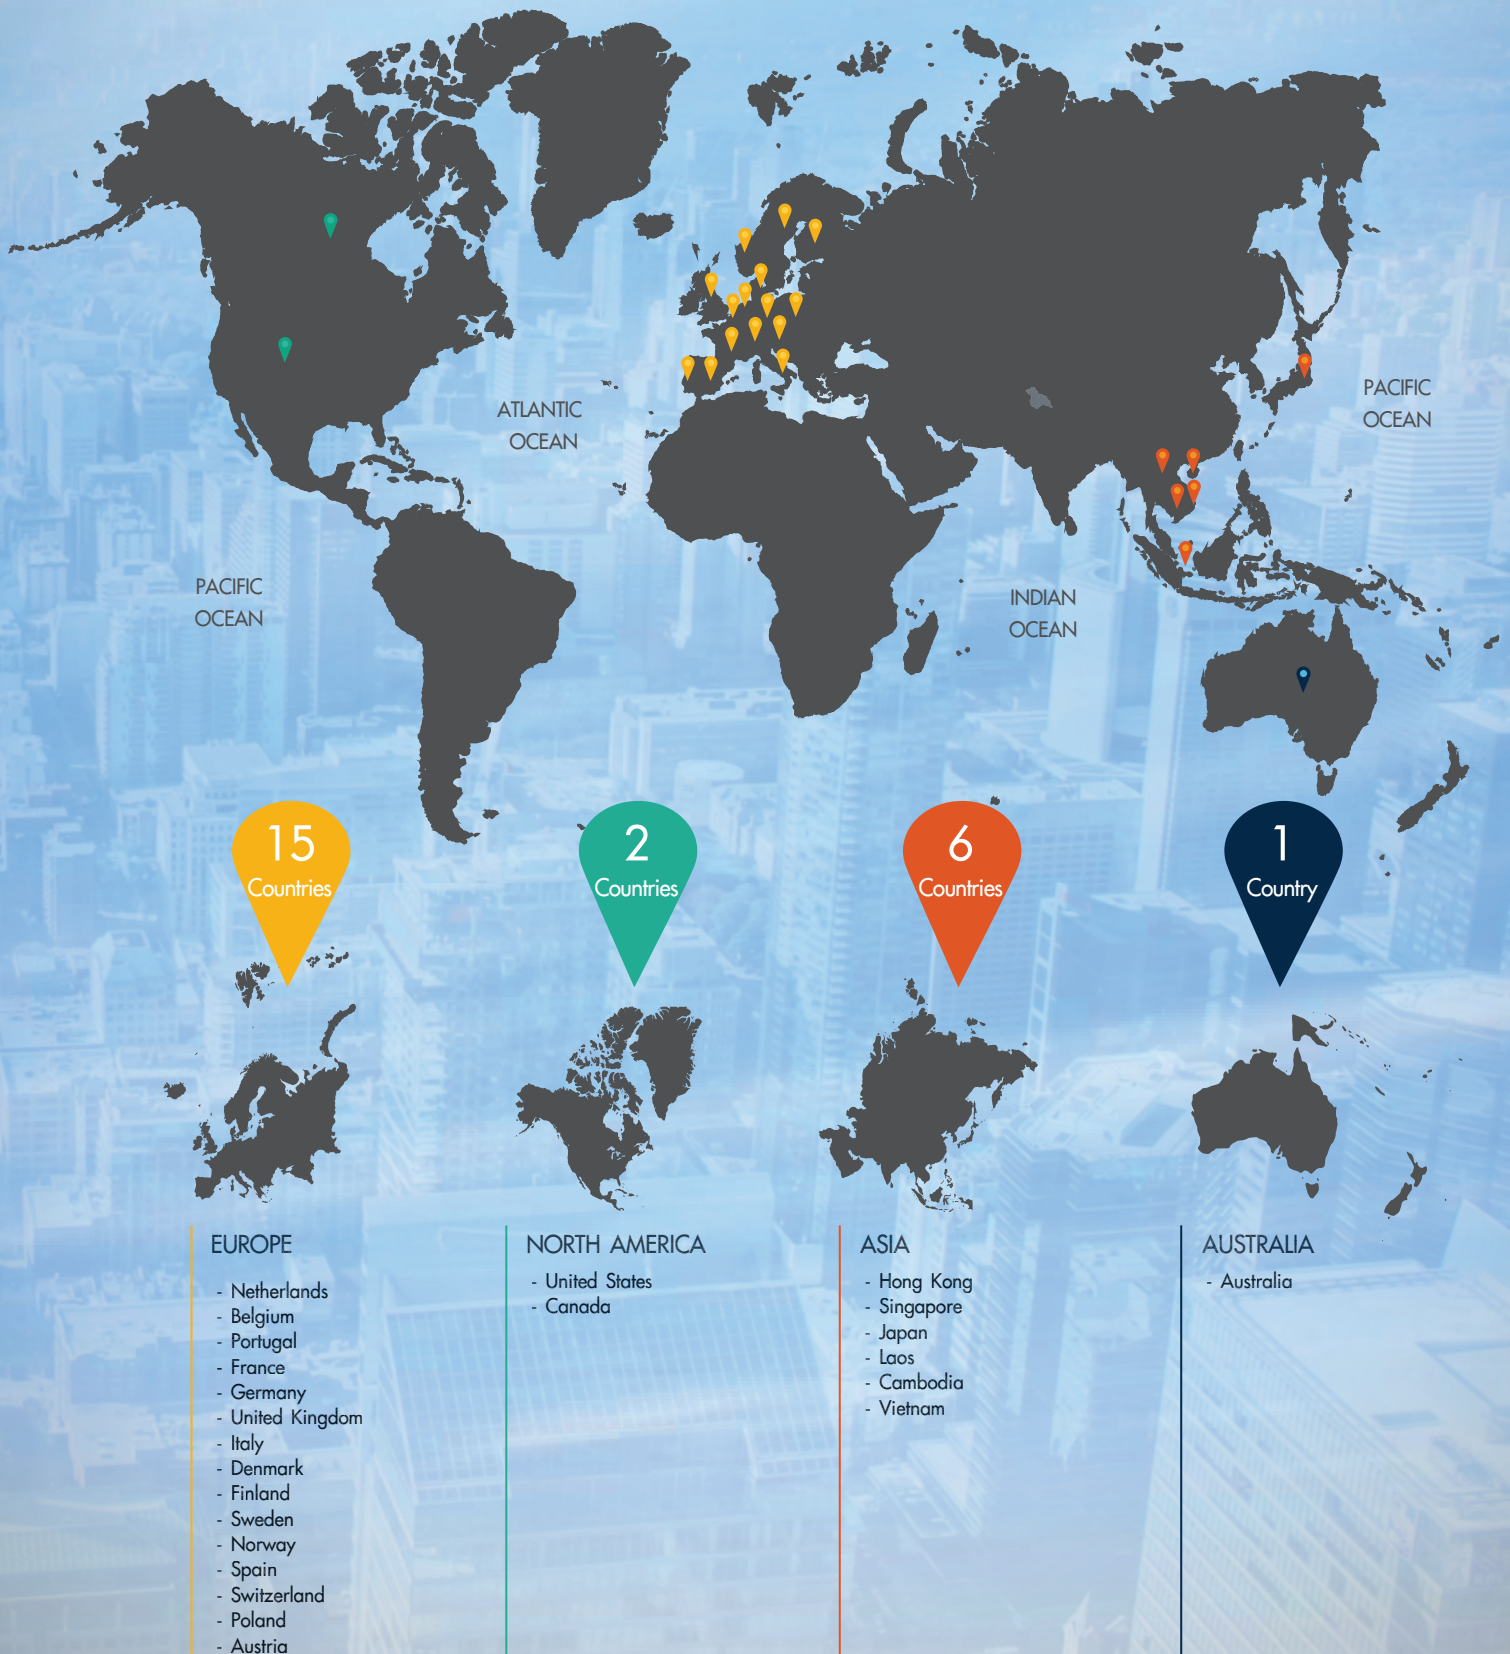 ATLANTIC
OCEAN
PACIFIC
OCEAN
PACIFIC
OCEAN
INDIAN
OCEAN
15
Countries
2
Countries
6
Countries
1
Country
EUROPE
- Netherlands
- Belgium
- Portugal
- France
- Germany
- United Kingdom
- Italy
- Denmark
- Finland
- Sweden
- Norway
- Spain
- Switzerland
- Poland
- Austria
NORTH AMERICA
- United States
- Canada
ASIA
- Hong Kong
- Singapore
- Japan
- Laos
- Cambodia
- Vietnam
AUSTRALIA
- Australia